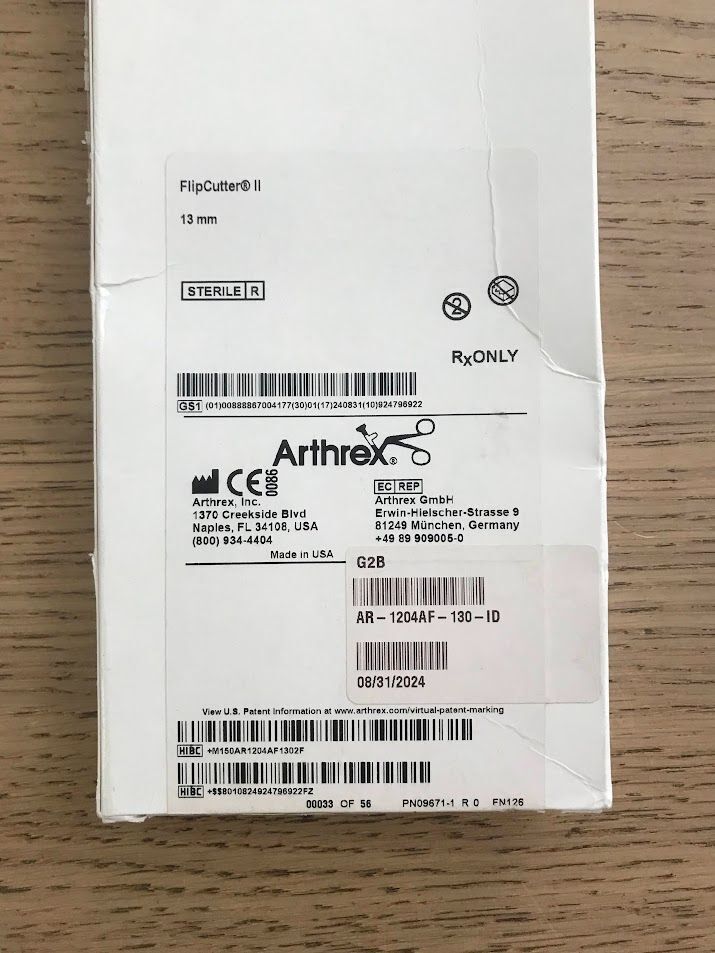 FlipCutter® II
13 mm
STERILE R
2
RxONLY
GS1 (01)00888867004177(30)01(17)240831(10)924796922
Arthrex®
CE 0086
EC REP
Arthrex, Inc.
1370 Creekside Blvd
Naples, FL 34108, USA
(800) 934-4404
Arthrex GmbH
Erwin-Hielscher-Strasse 9
81249 München, Germany
+49 89 909005-0
Made in USA
G2B
AR-1204AF-130-ID
08/31/2024
View U.S. Patent Information at www.arthrex.com/virtual-patent-marking
HIBC +M150AR1204AF1302F
HIBC +$$8010824924796922FZ
00033 OF 56 PN09671-1 R 0 FN126